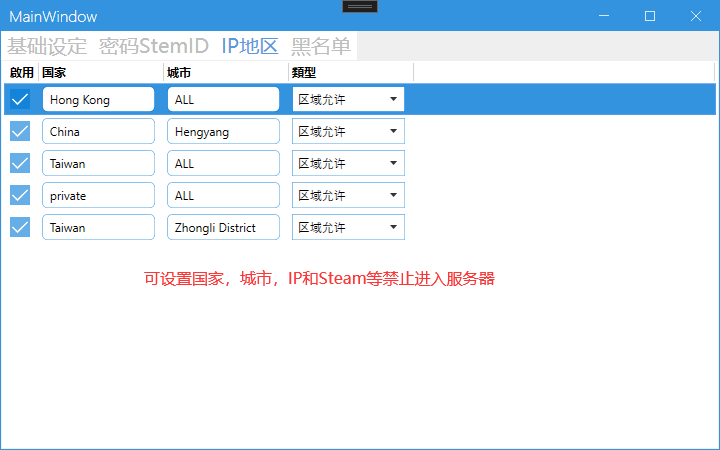 MainWindow
基础设定 密码StemID IP地区 黑名单
啟用 国家 城市 類型
Hong Kong ALL 区域允许
China Hengyang 区域允许
Taiwan ALL 区域允许
private ALL 区域允许
Taiwan Zhongli District 区域允许
可设置国家，城市，IP和Steam等禁止进入服务器